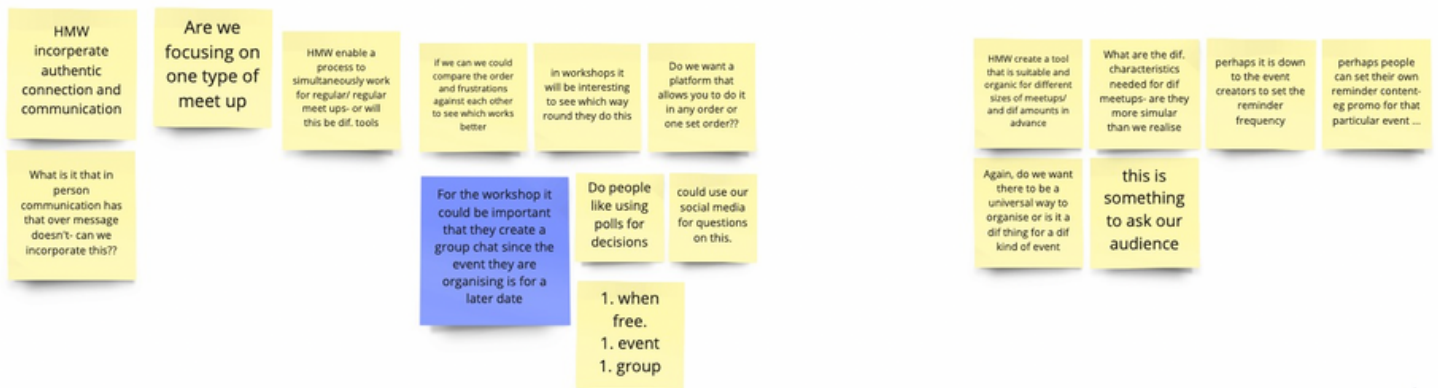 HMW
incorperate
authentic
connection and
communication
Are we
focusing on
one type of
meet up
HMW enable a
process to
simultaneously work
for regular/ regular
meet ups- or will
this be dif. tools
if we can we could
compare the order
and frustrations
against each other
to see which works
better
in workshops it
will be interesting
to see which way
round they do this
Do we want a
platform that
allows you to do it
in any order or
one set order??
What is it that in
person
communication has
that over message
doesn't- can we
incorporate this??
For the workshop it
could be important
that they create a
group chat since the
event they are
organising is for a
later date
Do people
like using
polls for
decisions
could use our
social media
for questions
on this.
1. when
free.
1. event
1. group
HMW create a tool
that is suitable and
organic for different
sizes of meetups/
and dif amounts in
advance
What are the dif.
characteristics
needed for dif
meetups- are they
more simular
than we realise
perhaps it is down
to the event
creators to set the
reminder
frequency
perhaps people
can set their own
reminder content-
eg promo for that
particular event ...
Again, do we want
there to be a
universal way to
organise or is it a
dif thing for a dif
kind of event
this is
something
to ask our
audience